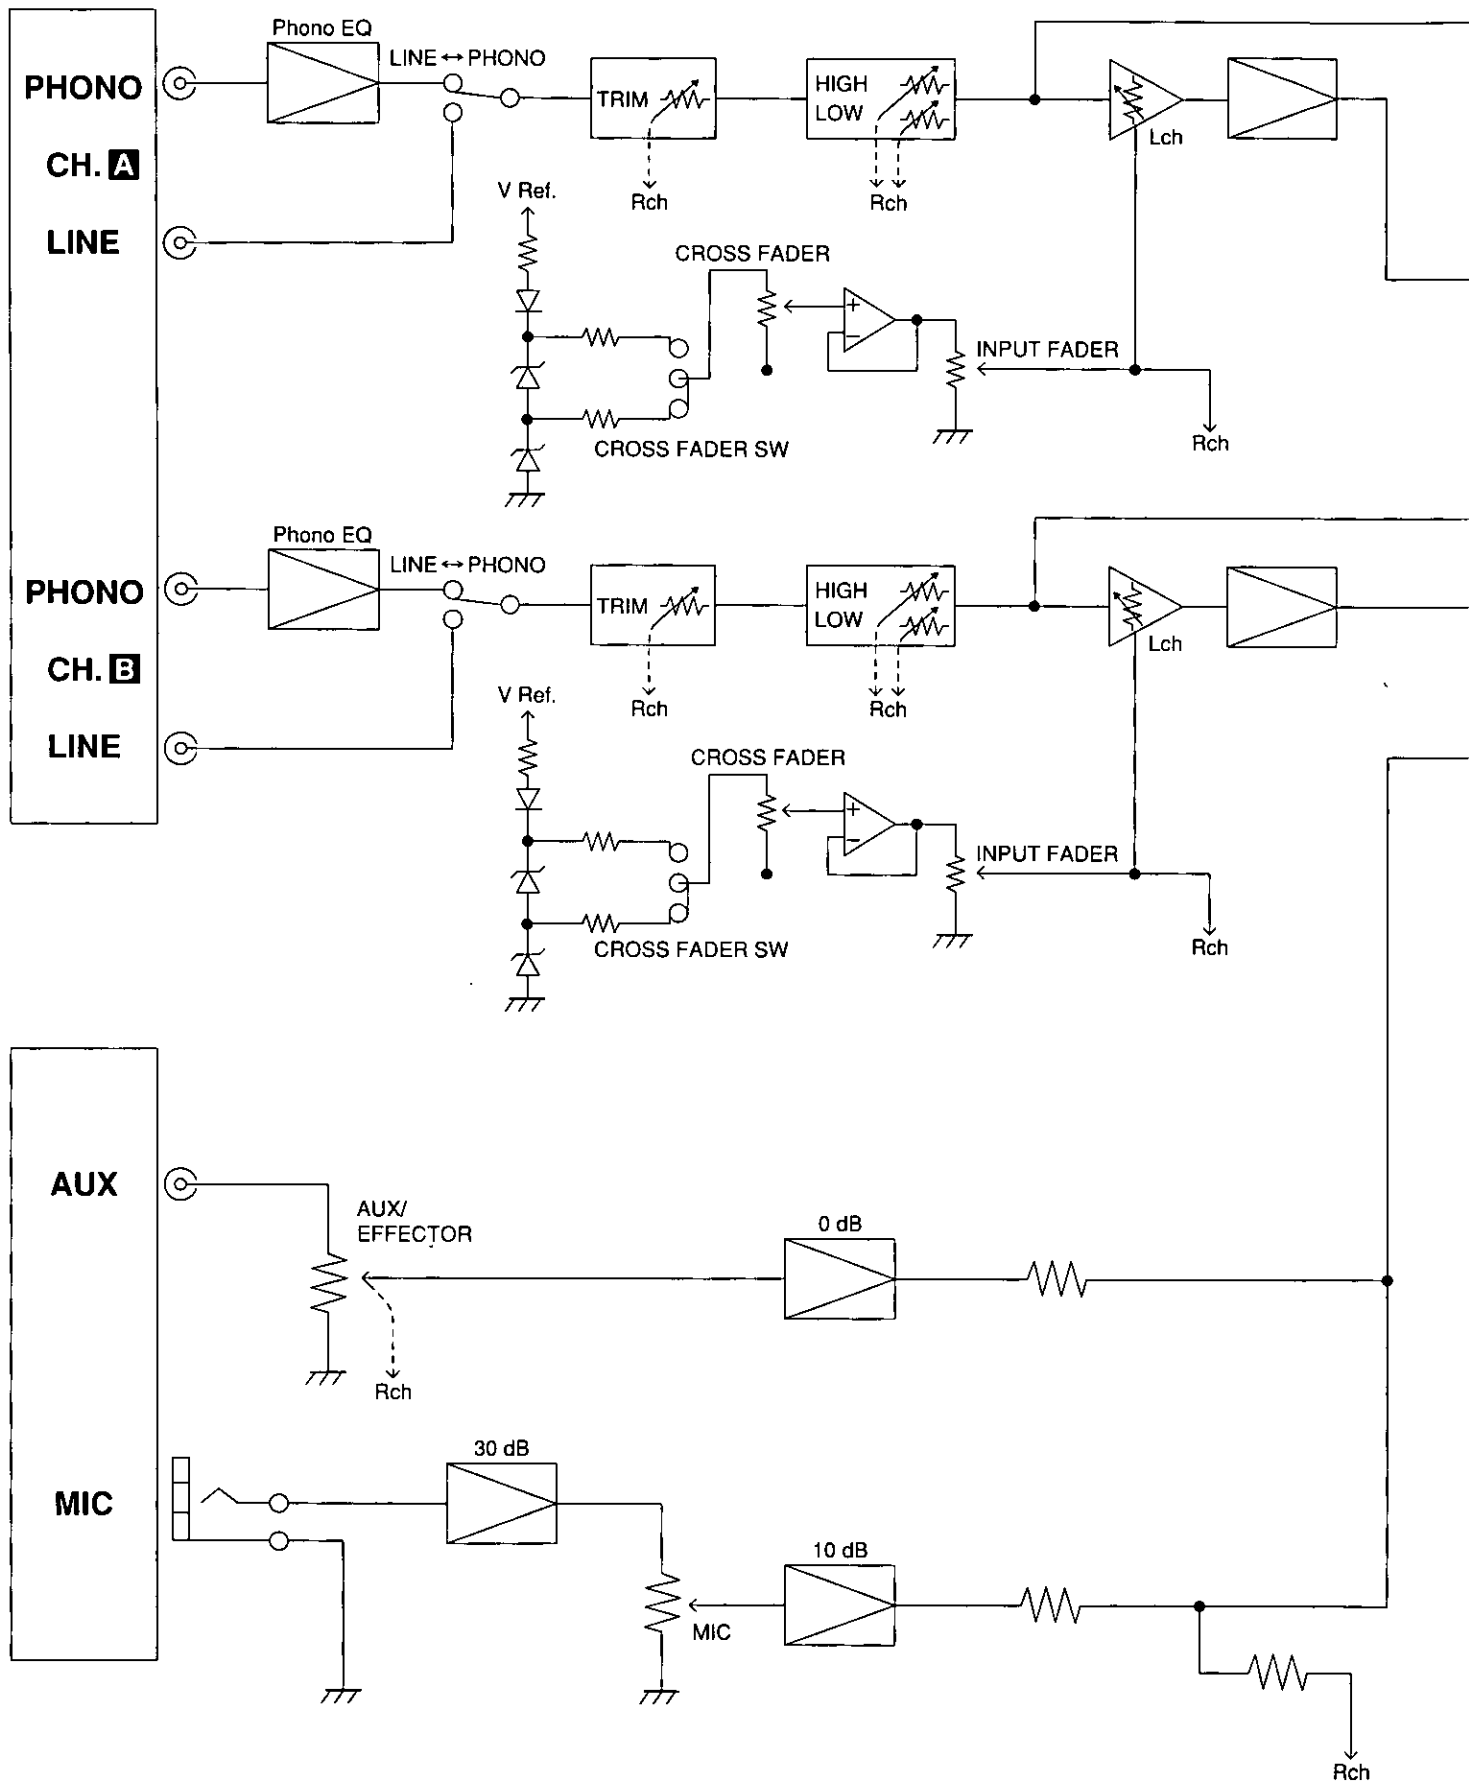 Phono EQ
LINE ↔ PHONO
PHONO
TRIM
HIGH
LOW
Lch
CH. A
V Ref.
Rch
Rch
LINE
CROSS FADER
+
−
INPUT FADER
CROSS FADER SW
Rch
Phono EQ
LINE ↔ PHONO
PHONO
TRIM
HIGH
LOW
Lch
CH. B
V Ref.
Rch
Rch
LINE
CROSS FADER
+
−
INPUT FADER
CROSS FADER SW
Rch
AUX
AUX/
EFFECTOR
0 dB
Rch
MIC
30 dB
10 dB
MIC
Rch